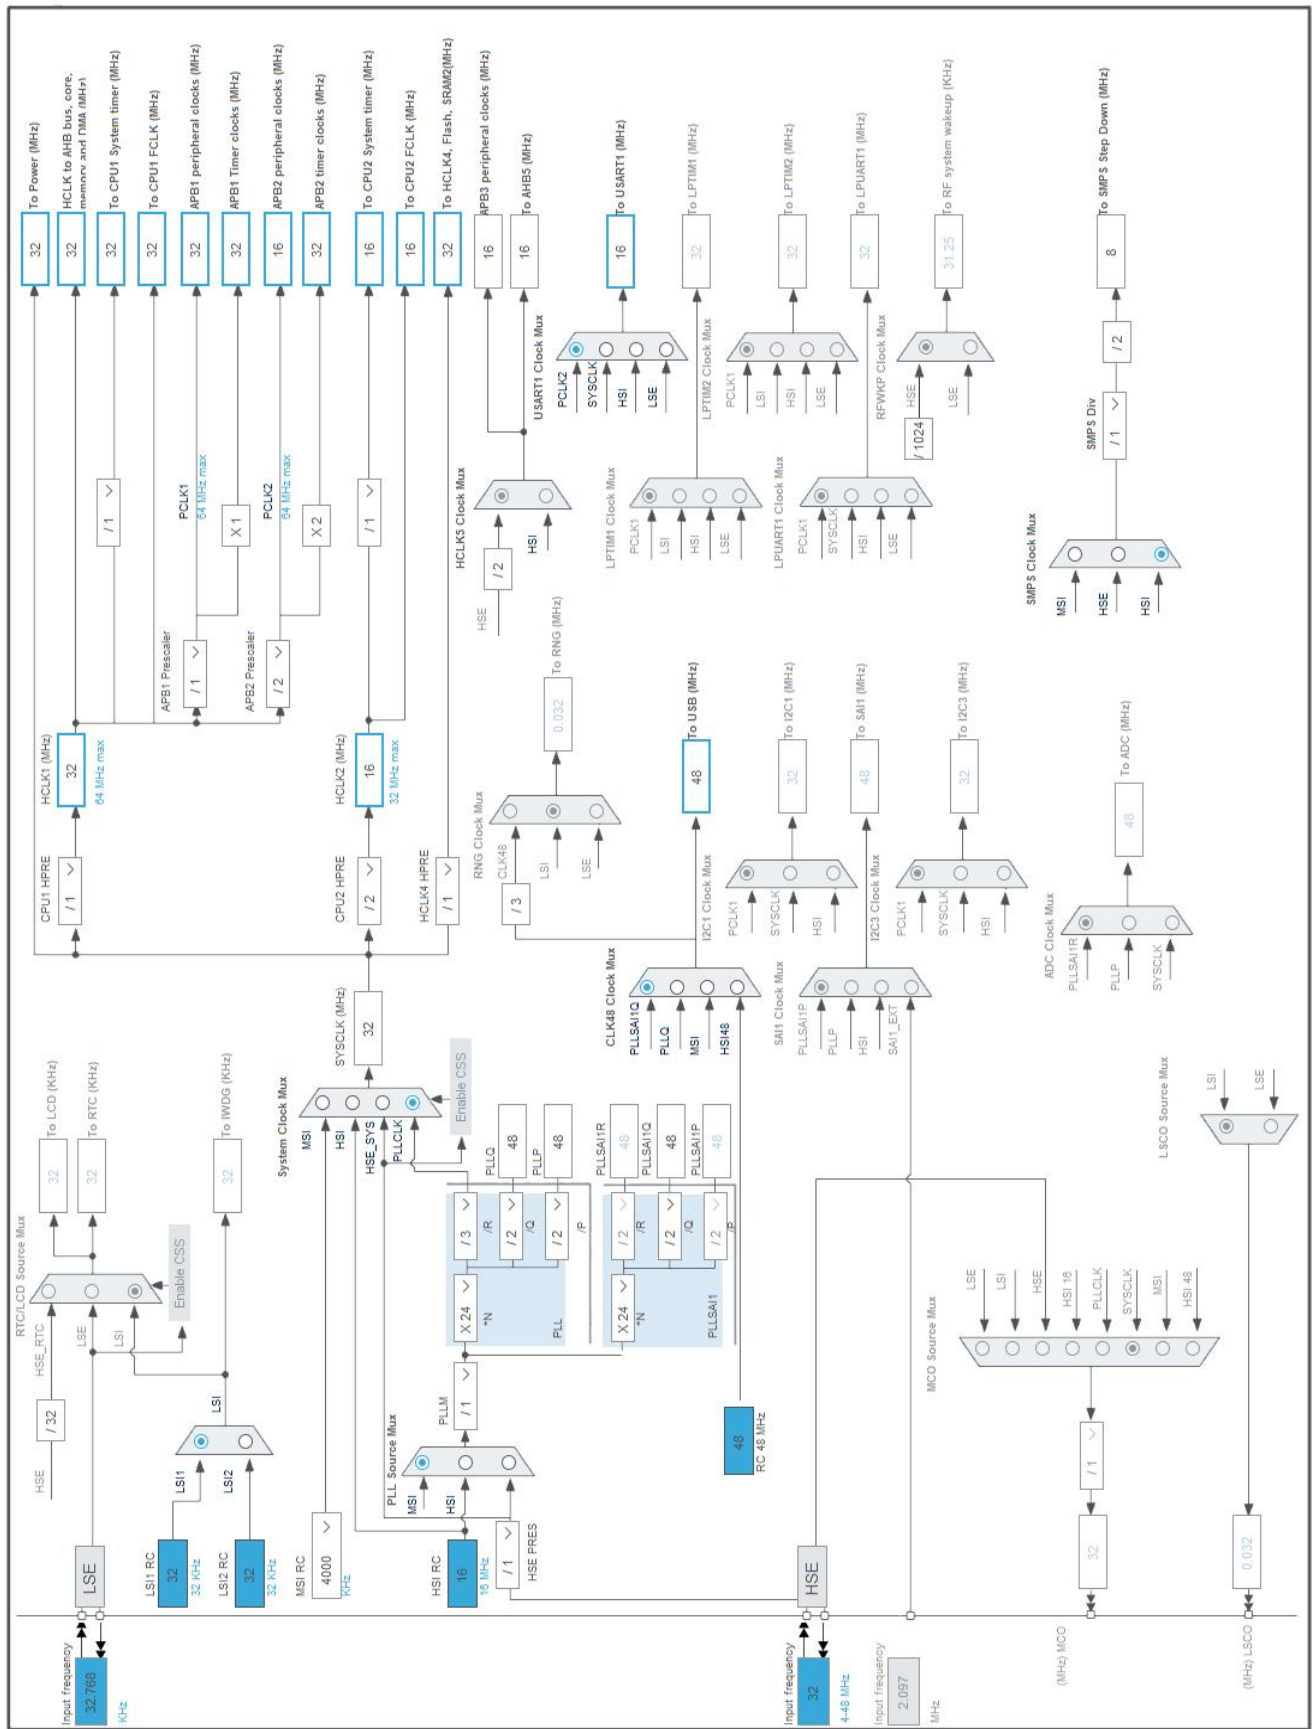 Input frequency
32.768
KHz
LSE
HSE
/ 32
HSE_RTC
LSE
LSI
RTC/LCD Source Mux
Enable CSS
32
To LCD (KHz)
32
To RTC (KHz)
32
To IWDG (KHz)
LSI1 RC
32
32 KHz
LSI1
LSI2 RC
32
32 KHz
LSI2
LSI
MSI RC
4000
KHz
HSI RC
16
16 MHz
/ 1
HSE PRES
PLL Source Mux
MSI
HSI
PLLM
/ 1
X 24
*N
PLL
/ 3
/R
/ 2
/Q
/ 2
/P
PLLQ
48
PLLP
48
X 24
*N
PLLSAI1
/ 2
/R
/ 2
/Q
/ 2
/P
PLLSAI1R
48
PLLSAI1Q
48
PLLSAI1P
48
System Clock Mux
MSI
HSI
HSE_SYS
PLLCLK
Enable CSS
SYSCLK (MHz)
32
CPU1 HPRE
/ 1
HCLK1 (MHz)
32
64 MHz max
CPU2 HPRE
/ 2
HCLK2 (MHz)
16
32 MHz max
HCLK4 HPRE
/ 1
/ 1
APB1 Prescaler
/ 1
PCLK1
64 MHz max
X 1
APB2 Prescaler
/ 2
PCLK2
64 MHz max
X 2
/ 1
32
To Power (MHz)
32
HCLK to AHB bus, core,
memory and DMA (MHz)
32
To CPU1 System timer (MHz)
32
To CPU1 FCLK (MHz)
32
APB1 peripheral clocks (MHz)
32
APB1 Timer clocks (MHz)
16
APB2 peripheral clocks (MHz)
32
APB2 timer clocks (MHz)
16
To CPU2 System timer (MHz)
16
To CPU2 FCLK (MHz)
32
To HCLK4, Flash, SRAM2(MHz)
16
APB3 peripheral clocks (MHz)
16
To AHB5 (MHz)
HSE
/ 2
HSI
HCLK5 Clock Mux
RNG Clock Mux
/ 3
CLK48
LSI
LSE
0.032
To RNG (MHz)
USART1 Clock Mux
PCLK2
SYSCLK
HSI
LSE
16
To USART1 (MHz)
48
RC 48 MHz
CLK48 Clock Mux
PLLSAI1Q
PLLQ
MSI
HSI48
48
To USB (MHz)
LPTIM1 Clock Mux
PCLK1
LSI
HSI
LSE
32
To LPTIM1 (MHz)
I2C1 Clock Mux
PCLK1
SYSCLK
HSI
32
To I2C1 (MHz)
LPTIM2 Clock Mux
PCLK1
LSI
HSI
LSE
32
To LPTIM2 (MHz)
Input frequency
32
4-48 MHz
HSE
SAI1 Clock Mux
PLLSAI1P
PLLP
HSI
SAI1_EXT
48
To SAI1 (MHz)
LPUART1 Clock Mux
PCLK1
SYSCLK
HSI
LSE
32
To LPUART1 (MHz)
Input frequency
2.097
MHz
I2C3 Clock Mux
PCLK1
SYSCLK
HSI
32
To I2C3 (MHz)
RFWKP Clock Mux
/ 1024
HSE
LSE
31.25
To RF system wakeup (KHz)
MCO Source Mux
LSE
LSI
HSE
HSI 16
PLLCLK
SYSCLK
MSI
HSI 48
/ 1
32
(MHz) MCO
ADC Clock Mux
PLLSAI1R
PLLP
SYSCLK
48
To ADC (MHz)
SMPS Clock Mux
MSI
HSE
HSI
SMPS Div
/ 1
/ 2
8
To SMPS Step Down (MHz)
LSCO Source Mux
LSI
LSE
0.032
(MHz) LSCO